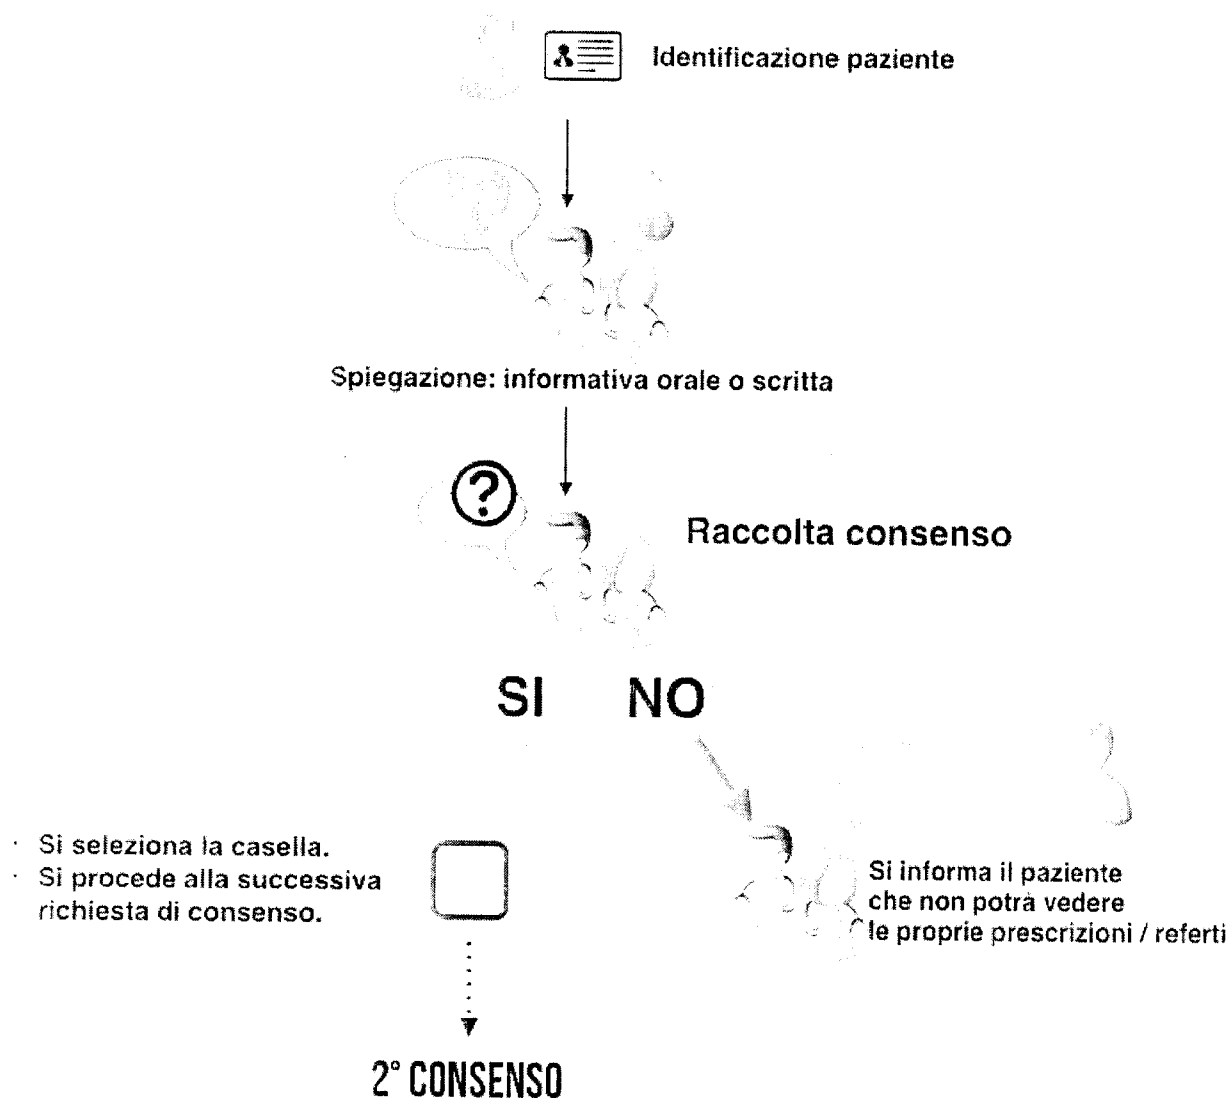 Identificazione paziente
Spiegazione: informativa orale o scritta
?
Raccolta consenso
SI NO
· Si seleziona la casella.
· Si procede alla successiva
richiesta di consenso.
Si informa il paziente
che non potrà vedere
le proprie prescrizioni / referti
2° CONSENSO